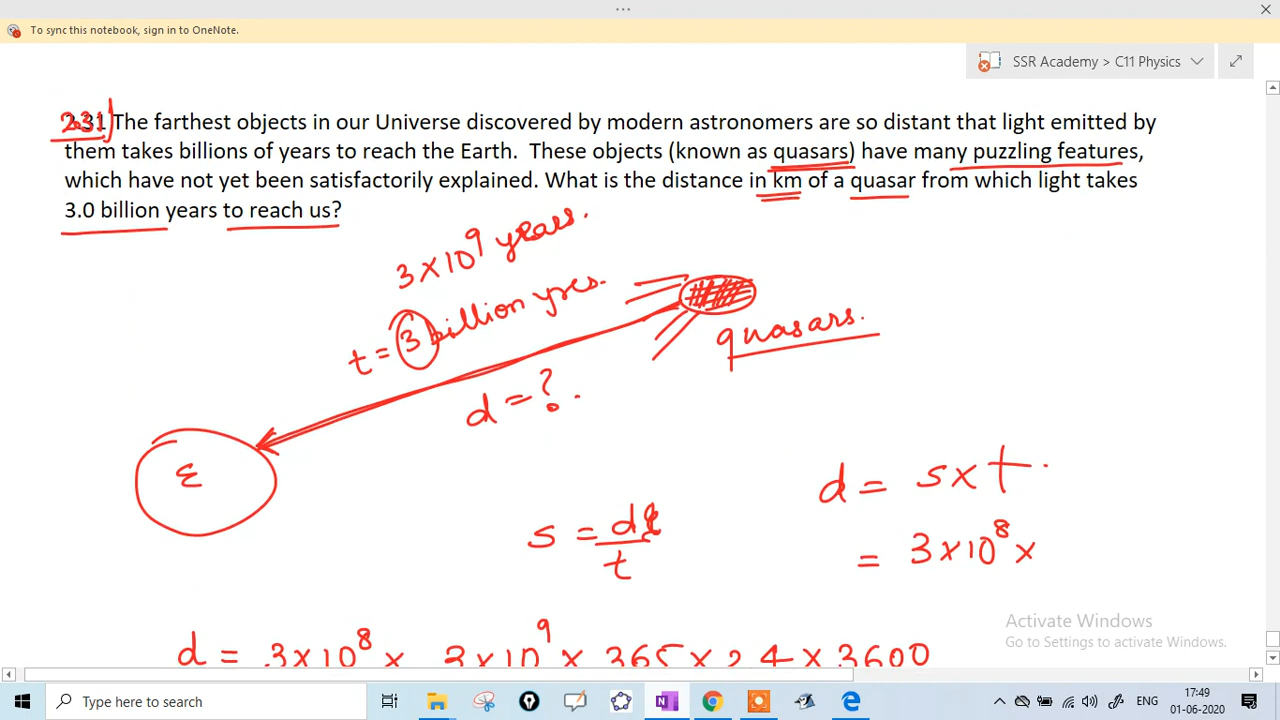 To sync this notebook, sign in to OneNote.
SSR Academy > C11 Physics
2.31) The farthest objects in our Universe discovered by modern astronomers are so distant that light emitted by
them takes billions of years to reach the Earth. These objects (known as quasars) have many puzzling features,
which have not yet been satisfactorily explained. What is the distance in km of a quasar from which light takes
3.0 billion years to reach us?
3×10⁹ years.
t = 3 billion yres.
quasars.
d = ?.
E
d = s×t.
s = d/t
= 3×10⁸×
d = 3×10⁸ × 3×10⁹ × 365 × 24 × 3600
Activate Windows
Go to Settings to activate Windows.
Type here to search
ENG
17:49
01-06-2020